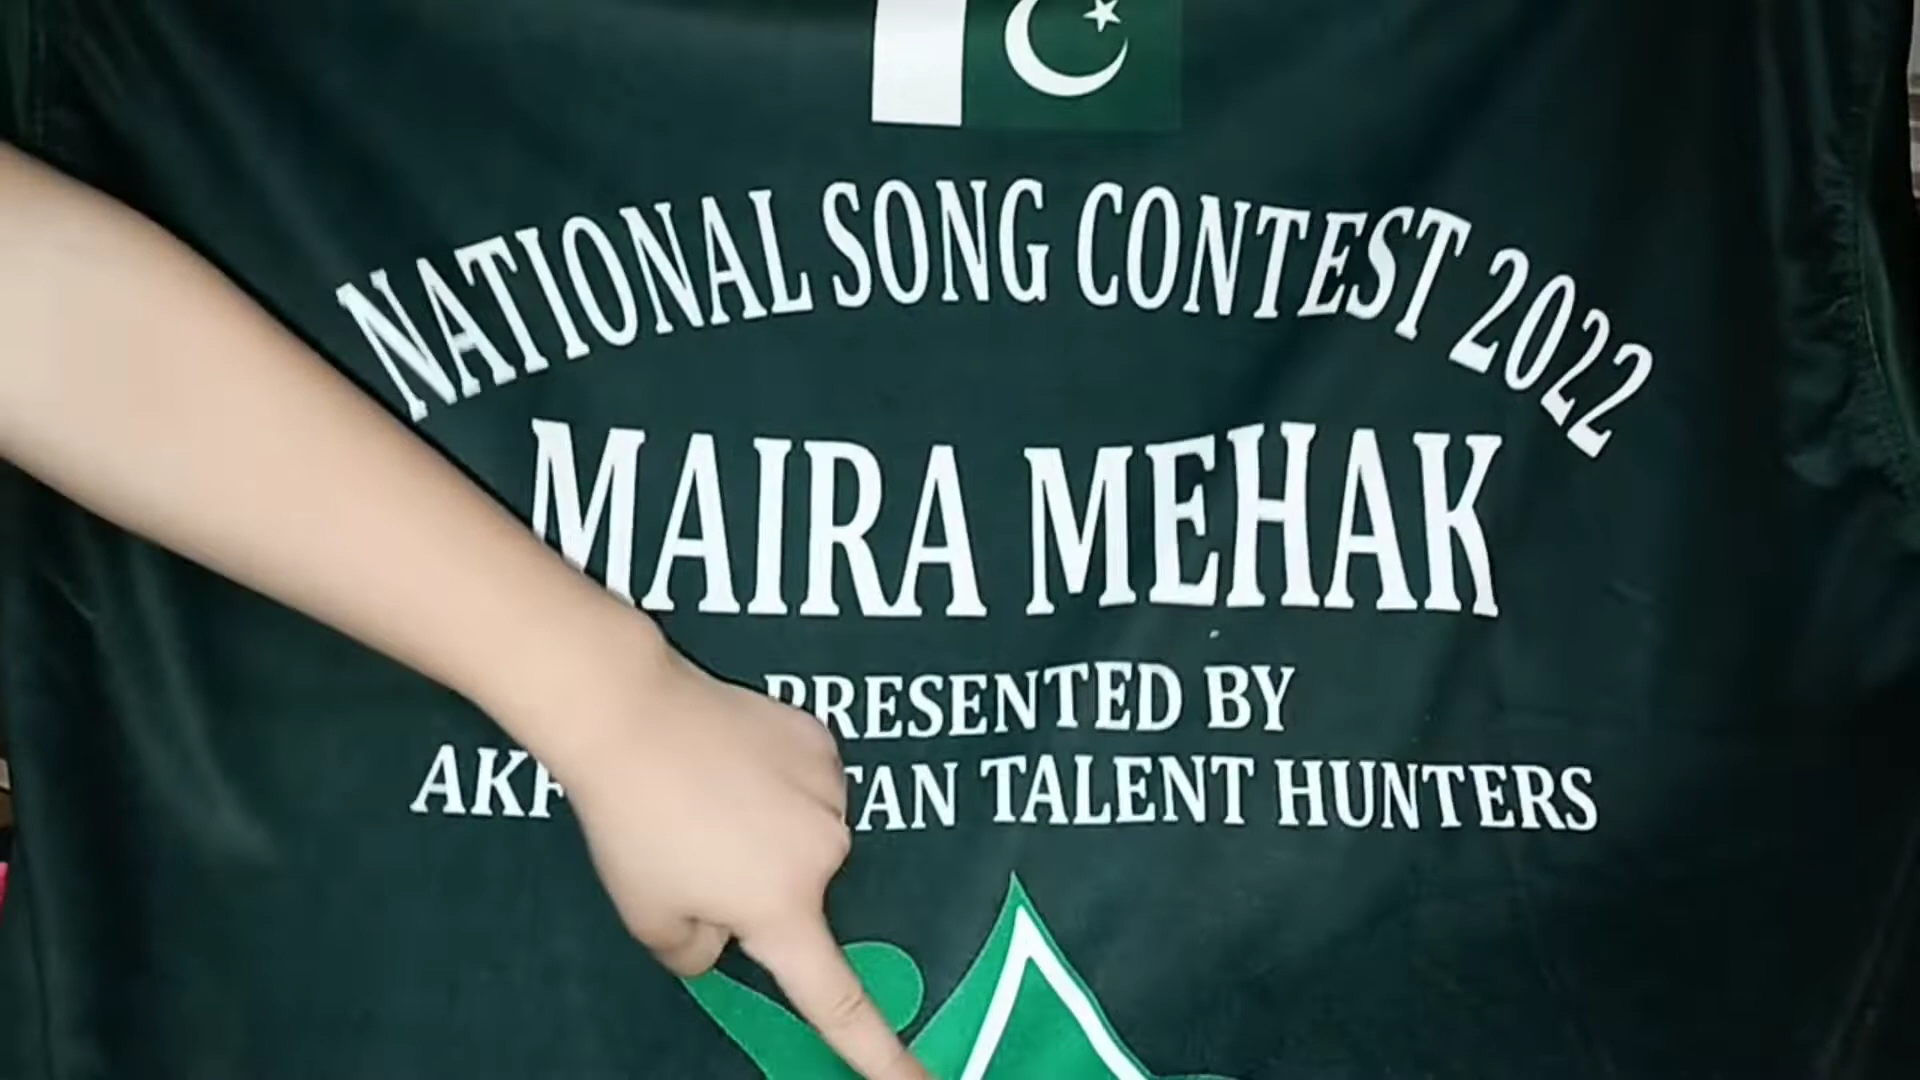 NATIONAL SONG CONTEST 2022
MAIRA MEHAK
PRESENTED BY
TALENT HUNTERS